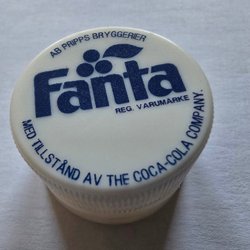 AB PRIPPS BRYGGERIER
Fanta
REG. VARUMÄRKE
MED TILLSTÅND AV THE COCA-COLA COMPANY.